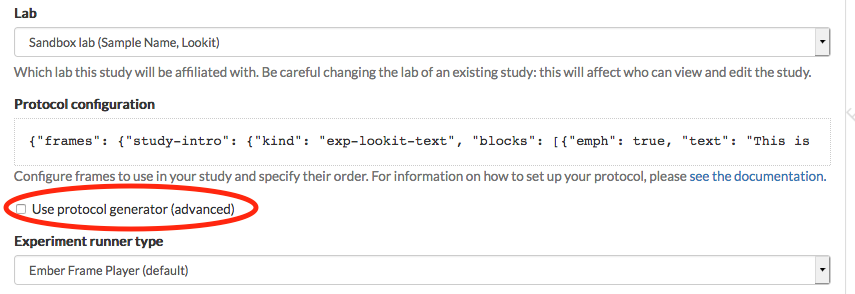 Lab
Sandbox lab (Sample Name, Lookit)
Which lab this study will be affiliated with. Be careful changing the lab of an existing study: this will affect who can view and edit the study.
Protocol configuration
{"frames": {"study-intro": {"kind": "exp-lookit-text", "blocks": [{"emph": true, "text": "This is
Configure frames to use in your study and specify their order. For information on how to set up your protocol, please see the documentation.
Use protocol generator (advanced)
Experiment runner type
Ember Frame Player (default)